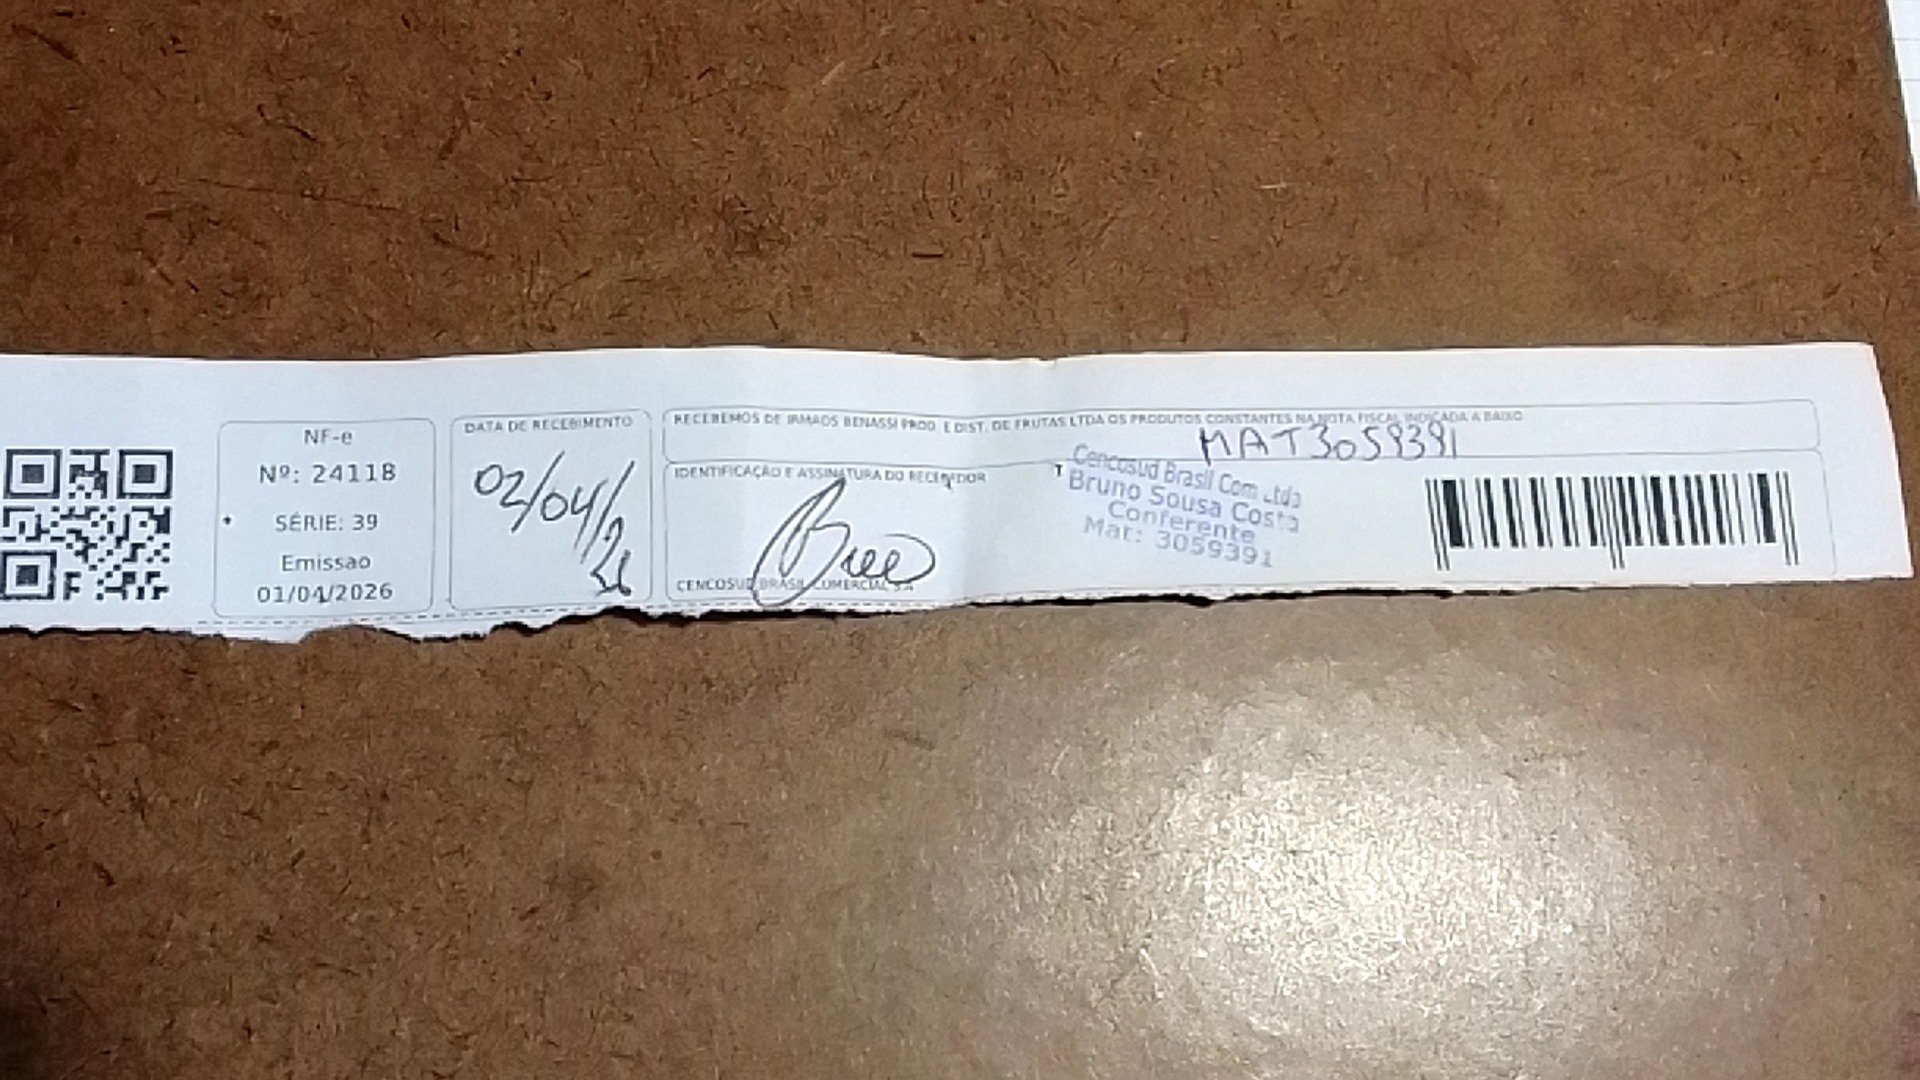 NF-e
Nº: 24118
SÉRIE: 39
Emissao
01/04/2026
DATA DE RECEBIMENTO
02/04/26
RECEBEMOS DE IRMAOS BENASSI PROD. E DIST. DE FRUTAS LTDA OS PRODUTOS CONSTANTES NA NOTA FISCAL INDICADA A BAIXO
MAT3059391
IDENTIFICAÇÃO E ASSINATURA DO RECEBEDOR
CENCOSUD BRASIL COMERCIAL S.A
Cencosud Brasil Com Ltda
Bruno Sousa Costa
Conferente
Mat: 3059391